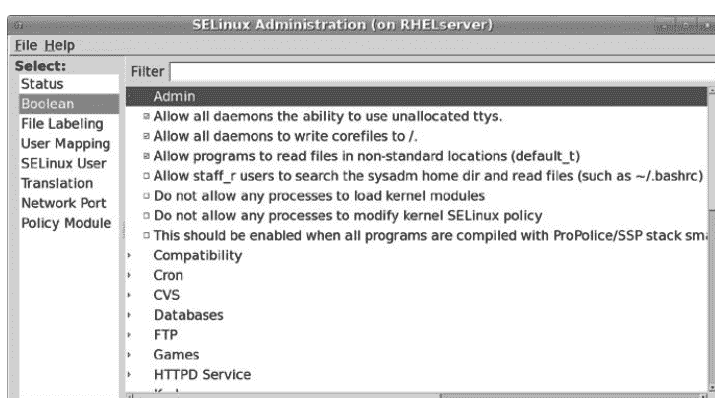 SELinux Administration (on RHELserver)
File Help
Select:
Status
Boolean
File Labeling
User Mapping
SELinux User
Translation
Network Port
Policy Module
Filter
Admin
Allow all daemons the ability to use unallocated ttys.
Allow all daemons to write corefiles to /.
Allow programs to read files in non-standard locations (default_t)
Allow staff_r users to search the sysadm home dir and read files (such as ~/.bashrc)
Do not allow any processes to load kernel modules
Do not allow any processes to modify kernel SELinux policy
This should be enabled when all programs are compiled with ProPolice/SSP stack
Compatibility
Cron
CVS
Databases
FTP
Games
HTTPD Service